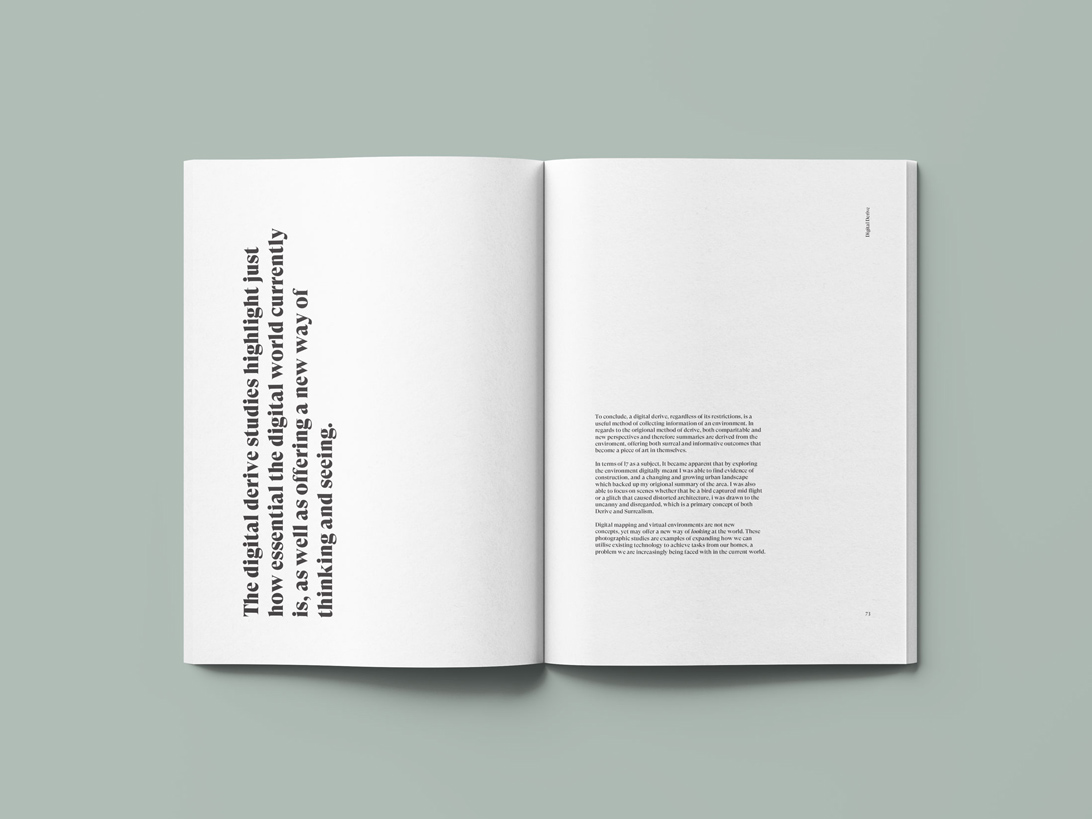 The digital derive studies highlight just
how essential the digital world currently
is, as well as offering a new way of
thinking and seeing.
Digital Derive
To conclude, a digital derive, regardless of its restrictions, is a
useful method of collecting information of an environment. In
regards to the origional method of derive, both comparitable and
new perspectives and therefore summaries are derived from the
enviroment, offering both surreal and informative outcomes that
become a piece of art in themselves.
In terms of as a subject, It became apparent that by exploring
the environment digitally meant I was able to find evidence of
construction, and a changing and growing urban landscape
which backed up my origional summary of the area. I was also
able to focus on scenes whether that be a bird captured mid flight
or a glitch that caused distorted architecture, i was drawn to the
uncanny and disregarded, which is a primary concept of both
Derive and Surrealism.
Digital mapping and virtual environments are not new
concepts, yet may offer a new way of looking at the world. These
photographic studies are examples of expanding how we can
utilise existing technology to achieve tasks from our homes, a
problem we are increasingly being faced with in the current world.